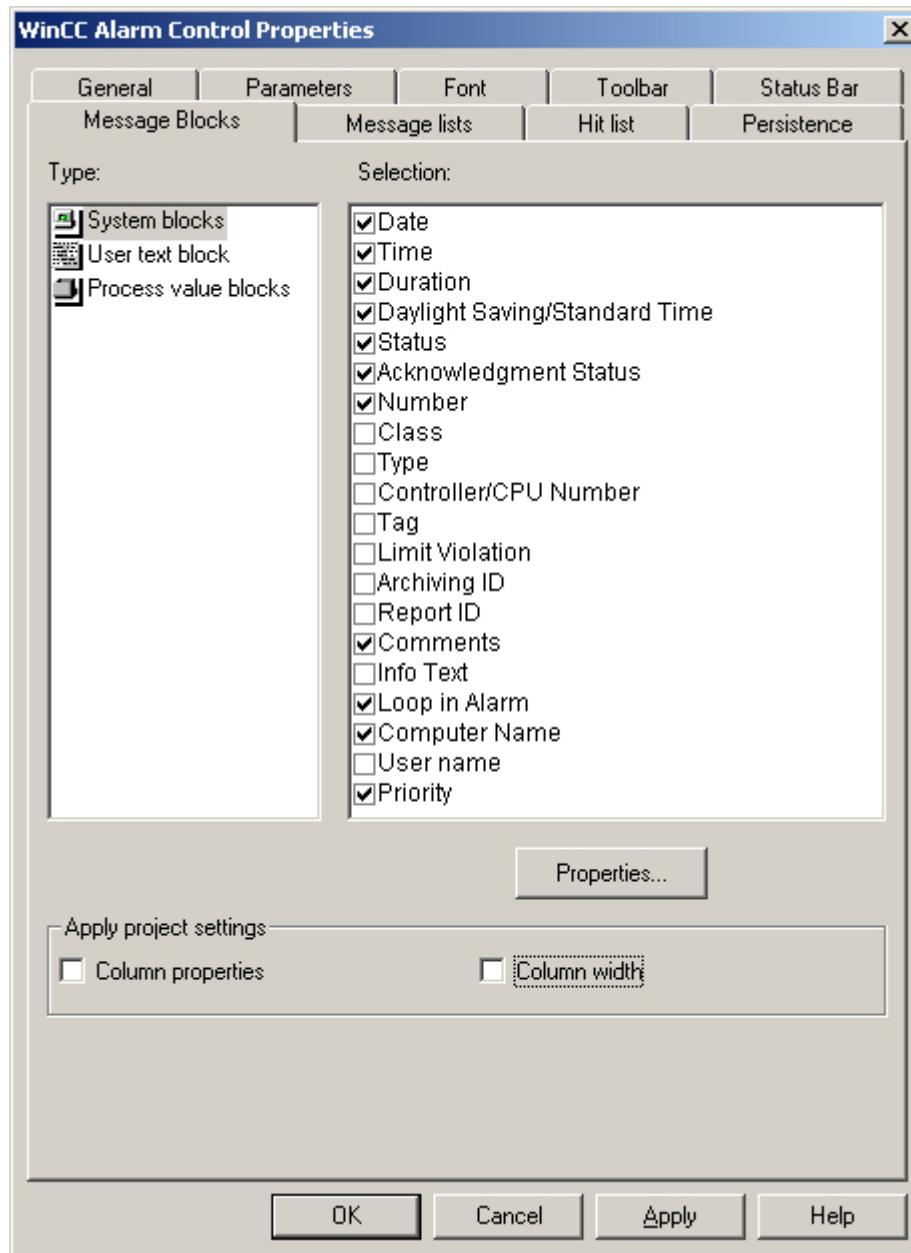 WinCC Alarm Control Properties
General Parameters Font Toolbar Status Bar
Message Blocks Message lists Hit list Persistence
Type: Selection:
System blocks
User text block
Process value blocks
Date
Time
Duration
Daylight Saving/Standard Time
Status
Acknowledgment Status
Number
Class
Type
Controller/CPU Number
Tag
Limit Violation
Archiving ID
Report ID
Comments
Info Text
Loop in Alarm
Computer Name
User name
Priority
Properties...
Apply project settings
Column properties Column width
OK Cancel Apply Help